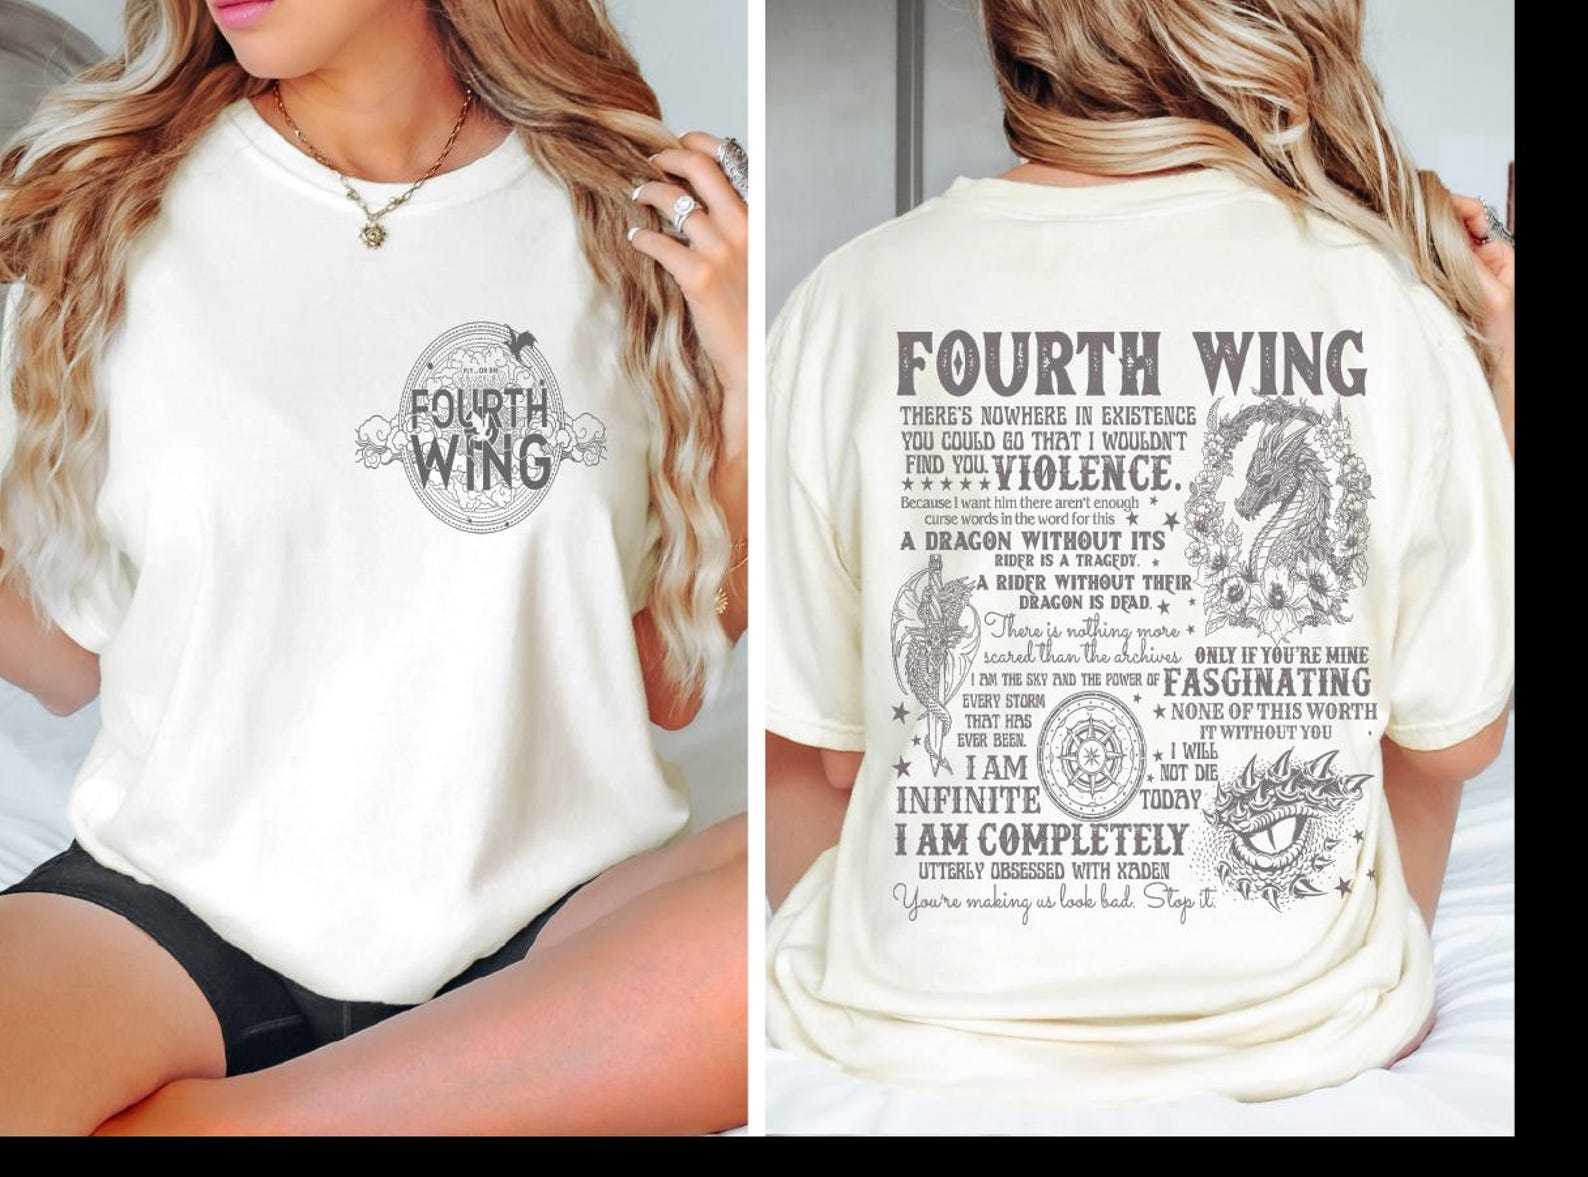 FLY...OR DIE
FOURTH
WING
FOURTH WING
THERE'S NOWHERE IN EXISTENCE
YOU COULD GO THAT I WOULDN'T
FIND YOU. VIOLENCE.
Because I want him there aren't enough
curse words in the word for this
A DRAGON WITHOUT ITS
RIDER IS A TRAGEDY.
A RIDER WITHOUT THEIR
DRAGON IS DEAD.
There is nothing more
scared than the archives
ONLY IF YOU'RE MINE
I AM THE SKY AND THE POWER OF
FASGINATING
EVERY STORM
THAT HAS
EVER BEEN.
NONE OF THIS WORTH
IT WITHOUT YOU
I AM
INFINITE
I WILL
NOT DIE
TODAY
I AM COMPLETELY
UTTERLY OBSESSED WITH XADEN
You're making us look bad. Stop it.